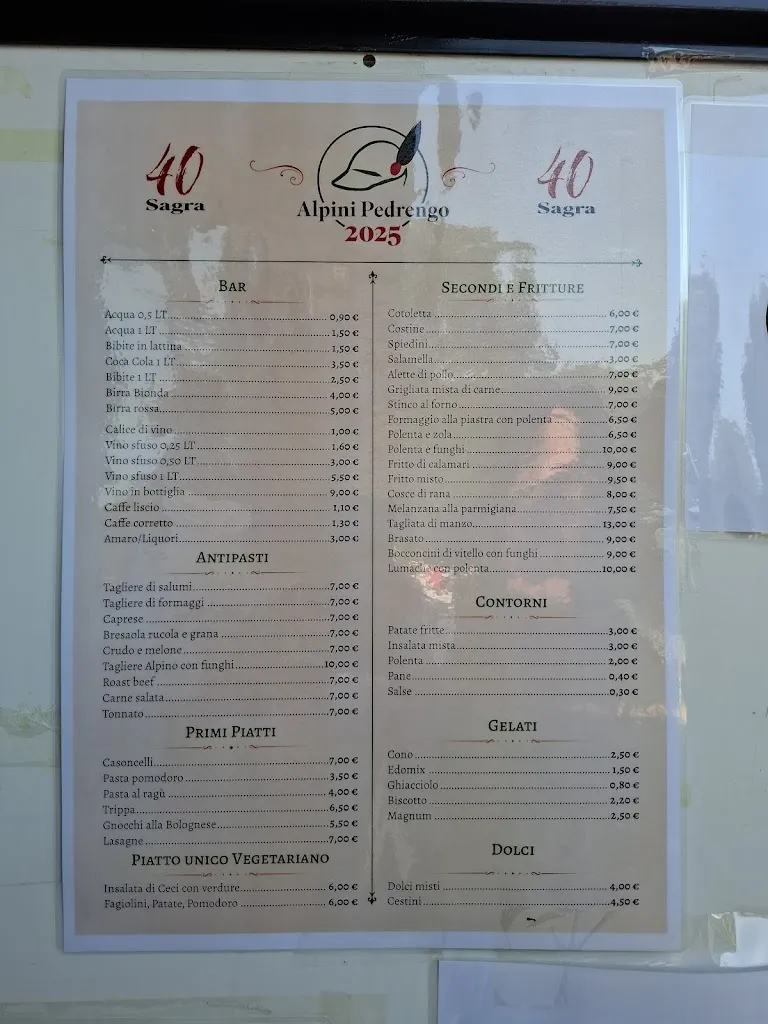 40
Sagra
Alpini Pedrengo
2025
40
Sagra
BAR
Acqua 0,5 LT 0,90 €
Acqua 1 LT 1,50 €
Bibite in lattina 1,50 €
Coca Cola 1 LT 3,50 €
Bibite 1 LT 2,50 €
Birra Bionda 4,00 €
Birra rossa 5,00 €
Calice di vino 1,00 €
Vino sfuso 0,25 LT 1,60 €
Vino sfuso 0,50 LT 3,00 €
Vino sfuso 1 LT 5,50 €
Vino in bottiglia 9,00 €
Caffe liscio 1,10 €
Caffe corretto 1,30 €
Amaro/Liquori 3,00 €
ANTIPASTI
Tagliere di salumi 7,00 €
Tagliere di formaggi 7,00 €
Caprese 7,00 €
Bresaola rucola e grana 7,00 €
Crudo e melone 7,00 €
Tagliere Alpino con funghi 10,00 €
Roast beef 7,00 €
Carne salata 7,00 €
Tonnato 7,00 €
PRIMI PIATTI
Casoncelli 7,00 €
Pasta pomodoro 3,50 €
Pasta al ragù 4,00 €
Trippa 6,50 €
Gnocchi alla Bolognese 5,50 €
Lasagne 7,00 €
PIATTO UNICO VEGETARIANO
Insalata di Ceci con verdure 6,00 €
Fagiolini, Patate, Pomodoro 6,00 €
SECONDI E FRITTURE
Cotoletta 6,00 €
Costine 7,00 €
Spiedini 7,00 €
Salamella 3,00 €
Alette di pollo 7,00 €
Grigliata mista di carne 9,00 €
Stinco al forno 7,00 €
Formaggio alla piastra con polenta 6,50 €
Polenta e zola 6,50 €
Polenta e funghi 10,00 €
Fritto di calamari 9,00 €
Fritto misto 9,50 €
Cosce di rana 8,00 €
Melanzana alla parmigiana 7,50 €
Tagliata di manzo 13,00 €
Brasato 9,00 €
Bocconcini di vitello con funghi 9,00 €
Lumache con polenta 10,00 €
CONTORNI
Patate fritte 3,00 €
Insalata mista 3,00 €
Polenta 2,00 €
Pane 0,40 €
Salse 0,30 €
GELATI
Cono 2,50 €
Edomix 1,50 €
Ghiacciolo 0,80 €
Biscotto 2,20 €
Magnum 2,50 €
DOLCI
Dolci misti 4,00 €
Cestini 4,50 €